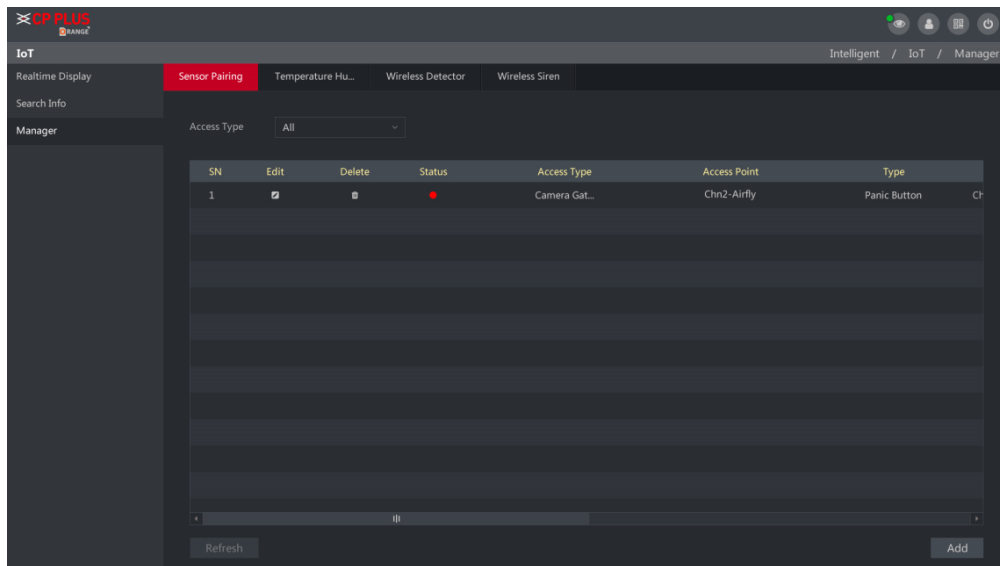 CP PLUS
ORANGE
IoT
Intelligent / IoT / Manager
Realtime Display
Search Info
Manager
Sensor Pairing
Temperature Hu...
Wireless Detector
Wireless Siren
Access Type
All
SN Edit Delete Status Access Type Access Point Type
1 Camera Gat... Chn2-Airfly Panic Button Ch
Refresh
Add